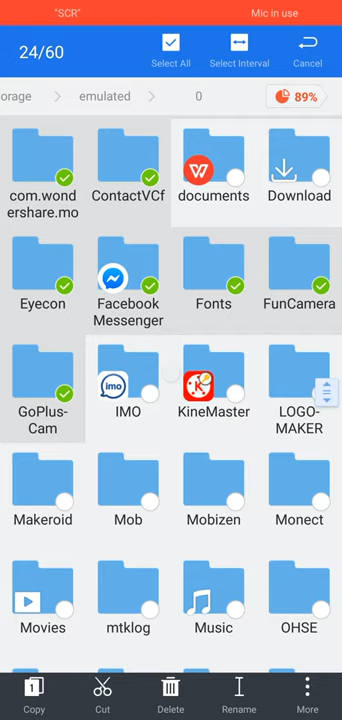 "SCR"
Mic in use
24/60
Select All
Select Interval
Cancel
orage
emulated
0
89%
com.wond
ershare.mo
ContactVCf
documents
Download
Eyecon
Facebook
Messenger
Fonts
FunCamera
GoPlus-
Cam
imo
IMO
KineMaster
LOGO-
MAKER
Makeroid
Mob
Mobizen
Monect
Movies
mtklog
Music
OHSE
1
Copy
Cut
Delete
Rename
More